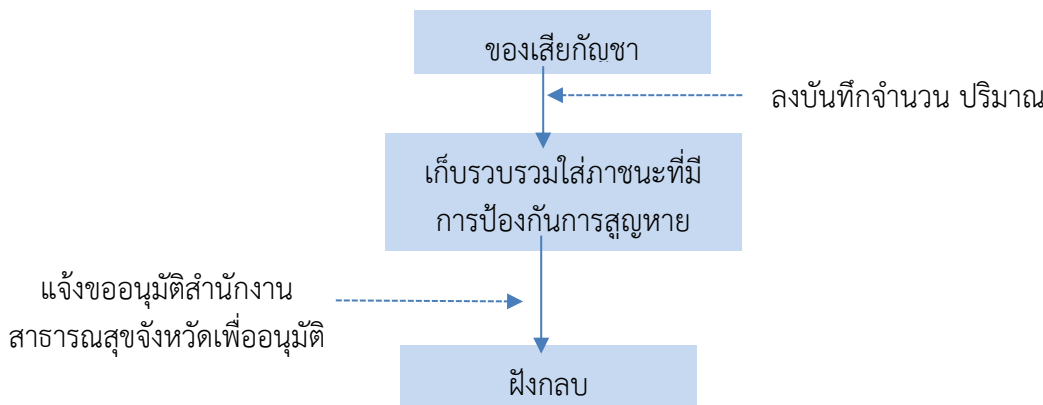 ของเสียกัญชา
ลงบันทึกจำนวน ปริมาณ
เก็บรวบรวมใส่ภาชนะที่มี
การป้องกันการสูญหาย
แจ้งขออนุมัติสำนักงาน
สาธารณสุขจังหวัดเพื่ออนุมัติ
ฝังกลบ